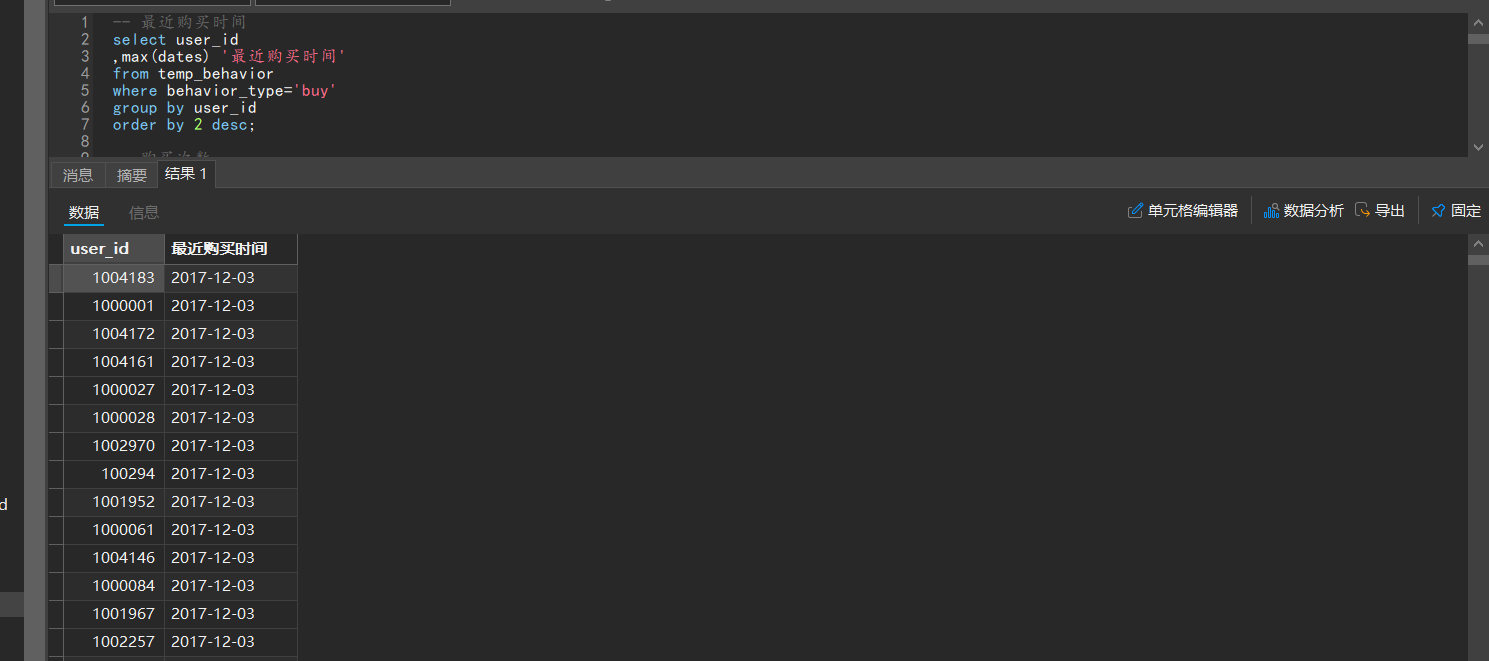 1 -- 最近购买时间
2 select user_id
3 ,max(dates) '最近购买时间'
4 from temp_behavior
5 where behavior_type='buy'
6 group by user_id
7 order by 2 desc;
8
消息 摘要 结果 1
数据 信息 单元格编辑器 数据分析 导出 固定
user_id 最近购买时间
1004183 2017-12-03
1000001 2017-12-03
1004172 2017-12-03
1004161 2017-12-03
1000027 2017-12-03
1000028 2017-12-03
1002970 2017-12-03
100294 2017-12-03
d
1001952 2017-12-03
1000061 2017-12-03
1004146 2017-12-03
1000084 2017-12-03
1001967 2017-12-03
1002257 2017-12-03